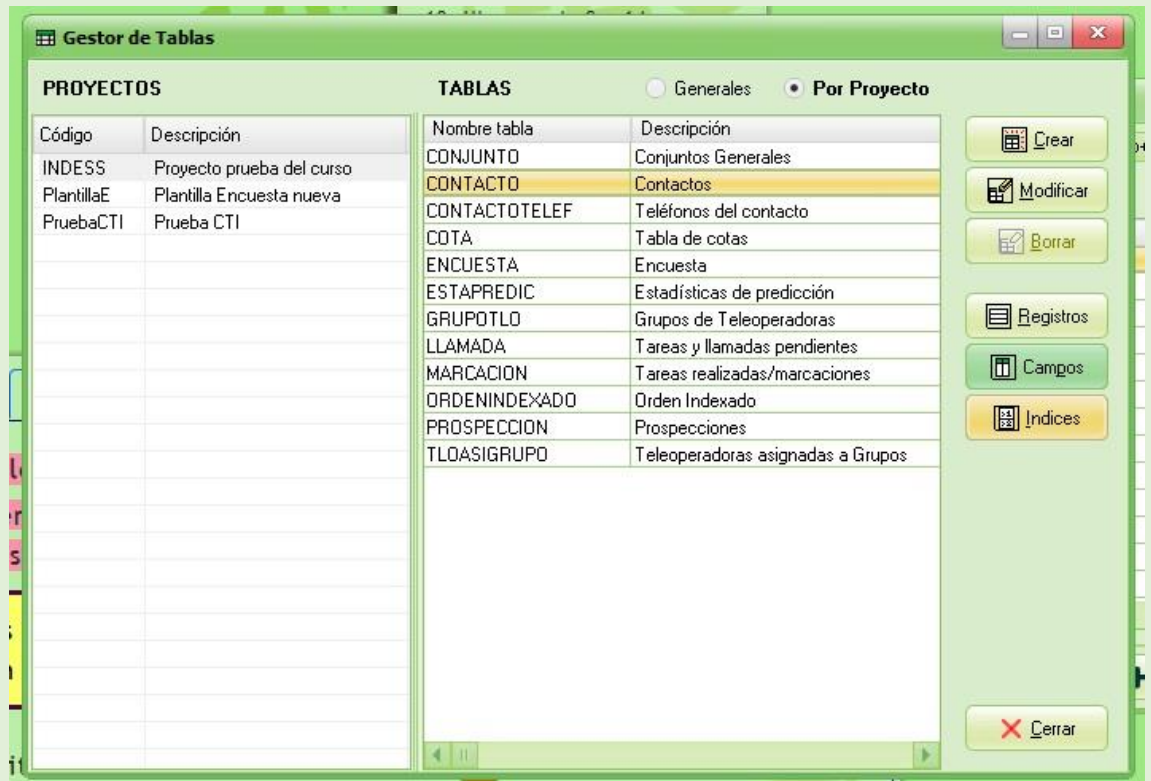 Gestor de Tablas
PROYECTOS
Código Descripción
INDESS Proyecto prueba del curso
PlantillaE Plantilla Encuesta nueva
PruebaCTI Prueba CTI
TABLAS Generales Por Proyecto
Nombre tabla Descripción
CONJUNTO Conjuntos Generales
CONTACTO Contactos
CONTACTOTELEF Teléfonos del contacto
COTA Tabla de cotas
ENCUESTA Encuesta
ESTAPREDIC Estadísticas de predicción
GRUPOTLO Grupos de Teleoperadoras
LLAMADA Tareas y llamadas pendientes
MARCACION Tareas realizadas/marcaciones
ORDENINDEXADO Orden Indexado
PROSPECCION Prospecciones
TLOASIGRUPO Teleoperadoras asignadas a Grupos
Crear
Modificar
Borrar
Registros
Campos
Indices
Cerrar